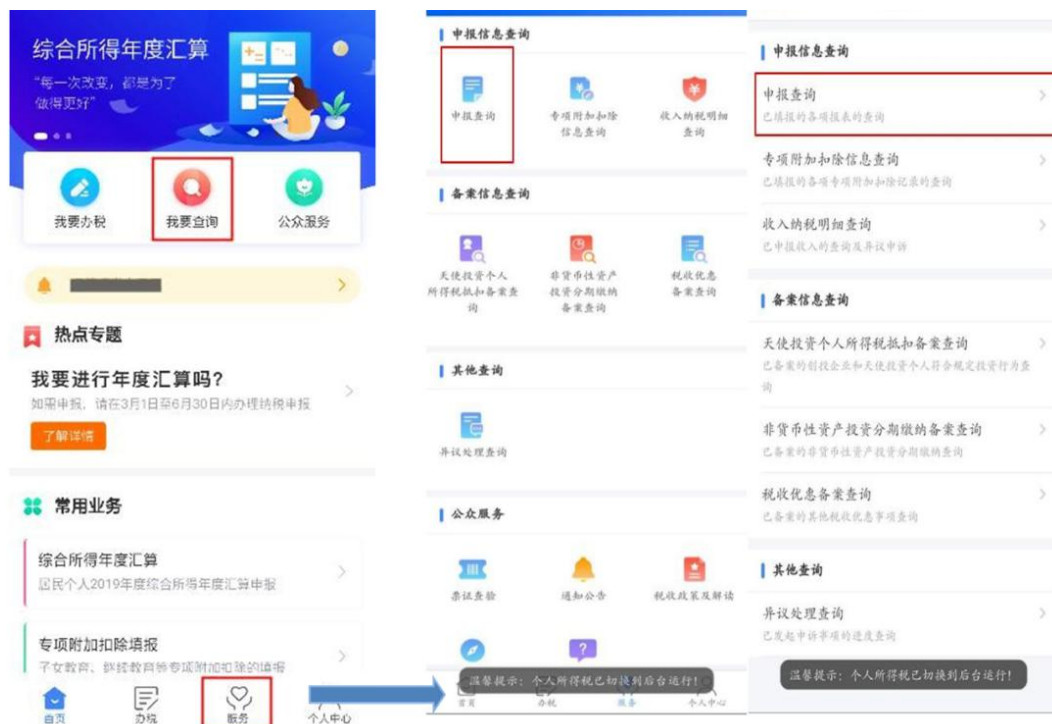 综合所得年度汇算
“每一次改变，都是为了
做得更好”
我要办税
我要查询
公众服务
热点专题
我要进行年度汇算吗？
如需申报，请在3月1日至6月30日内办理纳税申报
了解详情
常用业务
综合所得年度汇算
居民个人2019年度综合所得年度汇算申报
专项附加扣除填报
子女教育、继续教育等专项附加扣除的填报
首页
办税
服务
个人中心
申报信息查询
申报查询
专项附加扣除
信息查询
收入纳税明细
查询
备案信息查询
天使投资个人
所得税抵扣备案查
询
非货币性资产
投资分期缴纳
备案查询
税收优惠
备案查询
其他查询
异议处理查询
公众服务
票证查验
通知公告
税收政策及解读
温馨提示：个人所得税已切换到后台运行！
首页
办税
服务
个人中心
申报信息查询
申报查询
已填报的各项报表的查询
专项附加扣除信息查询
已填报的各项专项附加扣除记录的查询
收入纳税明细查询
已申报收入的查询及异议申诉
备案信息查询
天使投资个人所得税抵扣备案查询
已备案的创投企业和天使投资个人符合规定投资行为查
询
非货币性资产投资分期缴纳备案查询
已备案的非货币性资产投资分期缴纳查询
税收优惠备案查询
已备案的其他税收优惠事项查询
其他查询
异议处理查询
已发起申诉事项的进度查询
温馨提示：个人所得税已切换到后台运行！